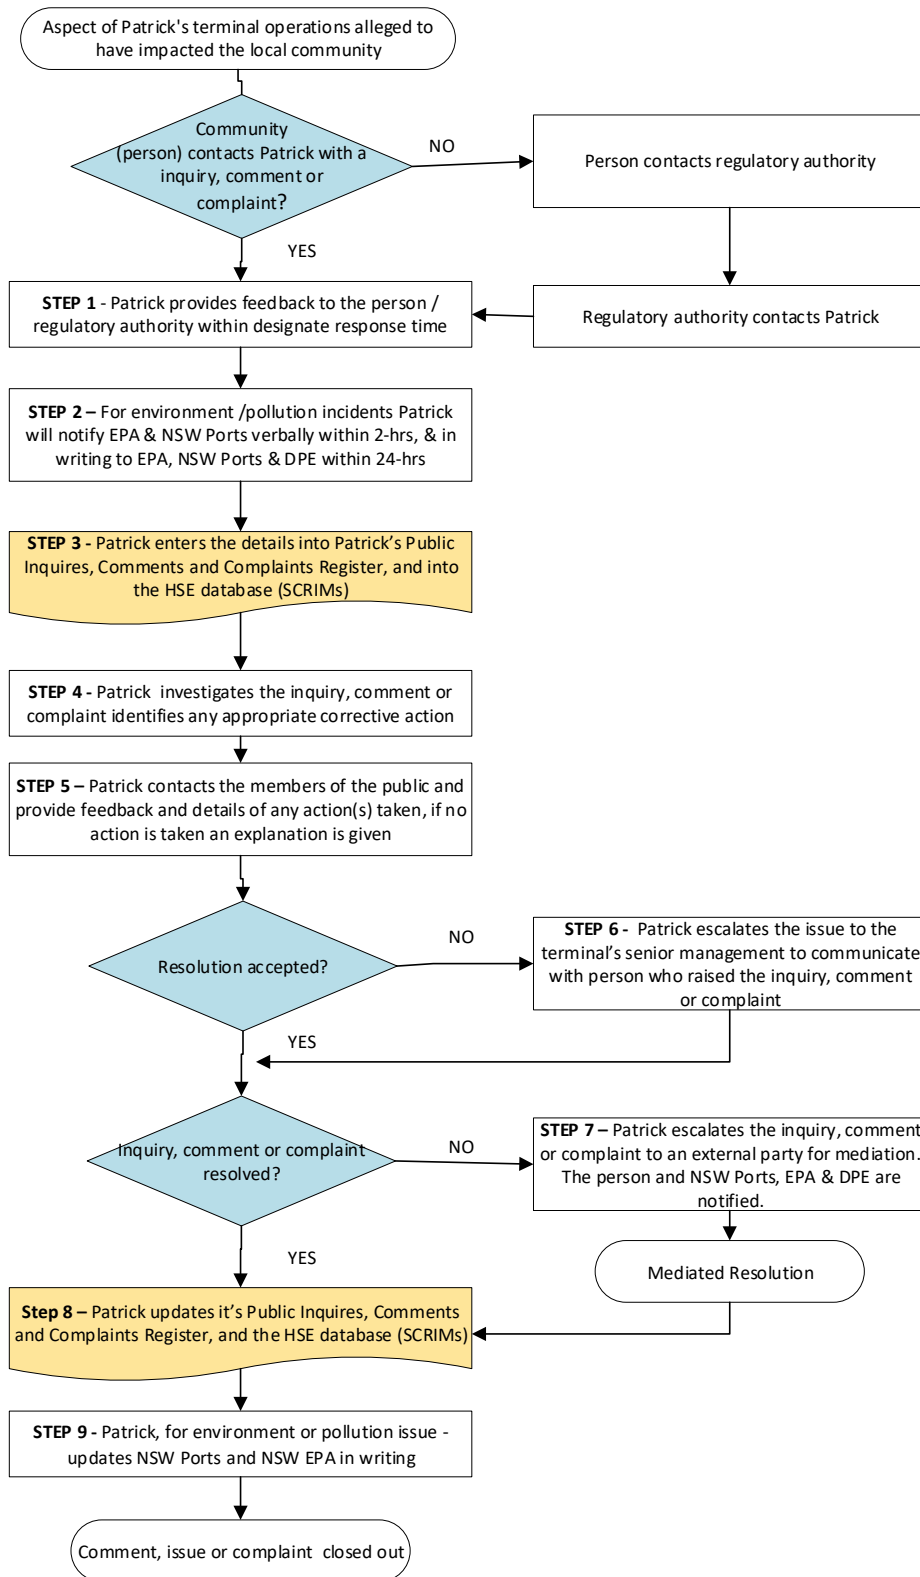 Aspect of Patrick's terminal operations alleged to
have impacted the local community
Community
(person) contacts Patrick with a
inquiry, comment or
complaint?
NO
Person contacts regulatory authority
YES
STEP 1 - Patrick provides feedback to the person /
regulatory authority within designate response time
Regulatory authority contacts Patrick
STEP 2 – For environment /pollution incidents Patrick
will notify EPA & NSW Ports verbally within 2-hrs, & in
writing to EPA, NSW Ports & DPE within 24-hrs
STEP 3 - Patrick enters the details into Patrick’s Public
Inquires, Comments and Complaints Register, and into
the HSE database (SCRIMs)
STEP 4 - Patrick  investigates the inquiry, comment or
complaint identifies any appropriate corrective action
STEP 5 – Patrick contacts the members of the public and
provide feedback and details of any action(s) taken, if no
action is taken an explanation is given
Resolution accepted?
NO
STEP 6 -  Patrick escalates the issue to the
terminal’s senior management to communicate
with person who raised the inquiry, comment
or complaint
YES
Inquiry, comment or complaint
resolved?
NO
STEP 7 – Patrick escalates the inquiry, comment
or complaint to an external party for mediation.
The person and NSW Ports, EPA & DPE are
notified.
YES
Mediated Resolution
Step 8 – Patrick updates it’s Public Inquires, Comments
and Complaints Register, and the HSE database (SCRIMs)
STEP 9 - Patrick, for environment or pollution issue -
updates NSW Ports and NSW EPA in writing
Comment, issue or complaint  closed out